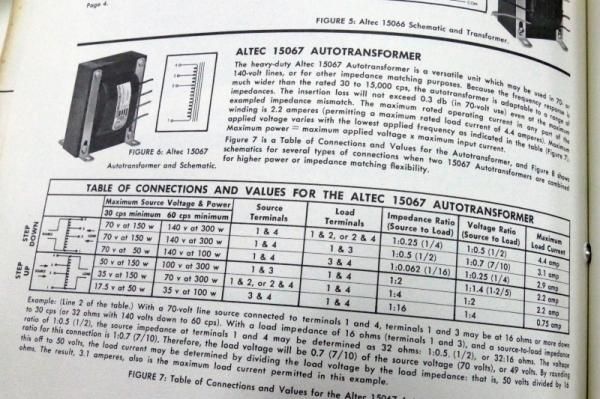 Page 4.
FIGURE 5: Altec 15066 Schematic and Transformer.
ALTEC 15067 AUTOTRANSFORMER
The heavy-duty Altec 15067 Autotransformer is a versatile unit which may be used in 70- or
140-volt lines, or for other impedance matching purposes. Because the frequency response is
much wider than the rated 30 to 15,000 cps, the autotransformer is adaptable to a range of
impedances. The insertion loss will not exceed 0.3 db (in 70-volt use) even at the maximum
exampled impedance mismatch. The maximum rated operating current in any part of the
winding is 2.2 amperes (permitting a maximum rated load current of 4.4 amperes). Maximum
applied voltage varies with the lowest applied frequency as indicated in the table (Figure 7).
Maximum power = maximum applied voltage x maximum input current.
Figure 7 is a Table of Connections and Values for the Autotransformer, and Figure 8 shows
schematics for several types of connections when two 15067 Autotransformers are combined
for higher power or impedance matching flexibility.
FIGURE 6: Altec 15067
Autotransformer and Schematic.
TABLE OF CONNECTIONS AND VALUES FOR THE ALTEC 15067 AUTOTRANSFORMER
Maximum Source Voltage & Power
30 cps minimum 60 cps minimum Source Terminals Load Terminals Impedance Ratio (Source to Load) Voltage Ratio (Source to Load) Maximum Load Current
STEP DOWN
70 v at 150 w 140 v at 300 w 1 & 4 1 & 2, or 2 & 4 1:0.25 (1/4) 1:0.5 (1/2) 4.4 amp
70 v at 150 w 140 v at 300 w 1 & 4 1 & 3 1:0.5 (1/2) 1:0.7 (7/10) 3.1 amp
70 v at 50 w 140 v at 100 w 1 & 4 3 & 4 1:0.062 (1/16) 1:0.25 (1/4) 2.9 amp
STEP UP
50 v at 150 w 100 v at 300 w 1 & 3 1 & 4 1:2 1:1.4 (1-2/5) 2.2 amp
35 v at 150 w 70 v at 300 w 1 & 2, or 2 & 4 1 & 4 1:4 1:2 2.2 amp
17.5 v at 50 w 35 v at 100 w 3 & 4 1 & 4 1:16 1:4 0.75 amp
Example: (Line 2 of the table.) With a 70-volt line source connected to terminals 1 and 4, terminals 1 and 3 may be at 16 ohms or more down
to 30 cps (or 32 ohms with 140 volts down to 60 cps). With a load impedance of 16 ohms (terminals 1 and 3), and a source-to-load impedance
ratio of 1:0.5 (1/2), the source impedance at terminals 1 and 4 may be determined as 32 ohms: 1:0.5 (1/2), or 32:16 ohms. The voltage
ratio for this connection is 1:0.7 (7/10). Therefore, the load voltage will be 0.7 (7/10) of the source voltage (70 volts), or 49 volts. By rounding
this off to 50 volts, the load current may be determined by dividing the load voltage by the load impedance: that is, 50 volts divided by 16
ohms. The result, 3.1 amperes, also is the maximum load current permitted in this example.
FIGURE 7: Table of Connections and Values for the Altec 15067